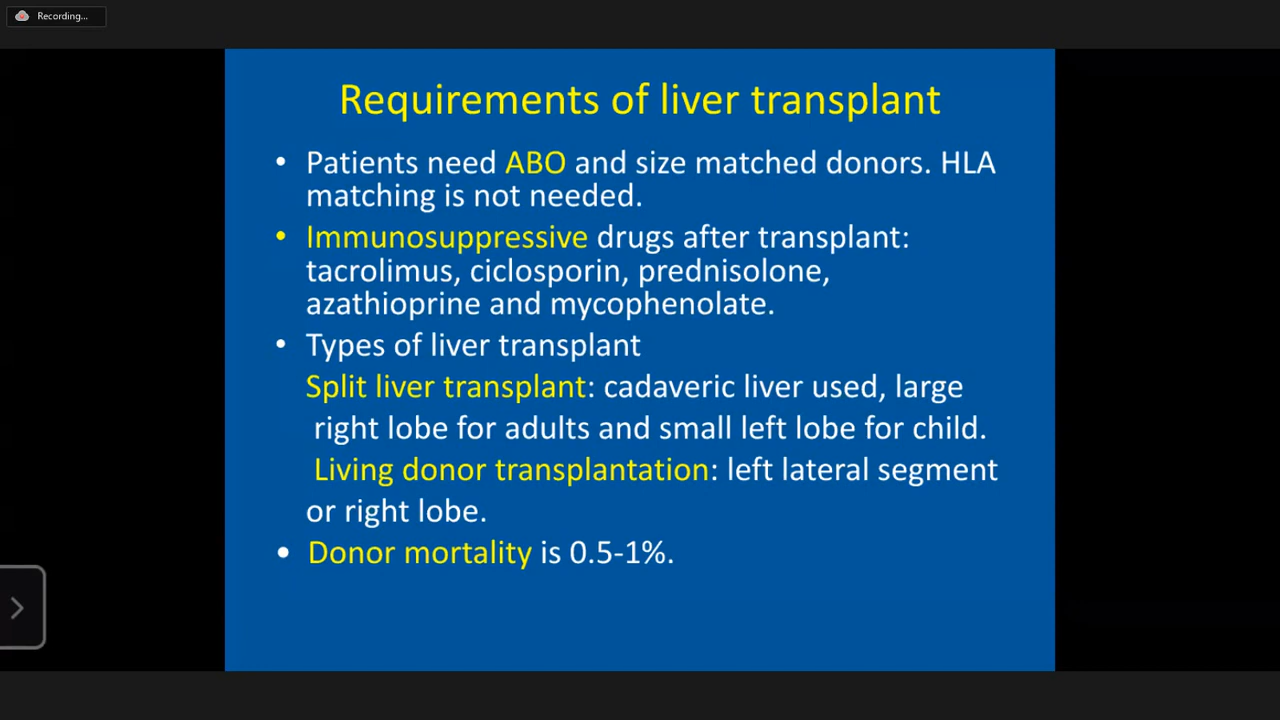 Recording...
Requirements of liver transplant
• Patients need ABO and size matched donors. HLA
matching is not needed.
• Immunosuppressive drugs after transplant:
tacrolimus, ciclosporin, prednisolone,
azathioprine and mycophenolate.
• Types of liver transplant
Split liver transplant: cadaveric liver used, large
right lobe for adults and small left lobe for child.
Living donor transplantation: left lateral segment
or right lobe.
• Donor mortality is 0.5-1%.